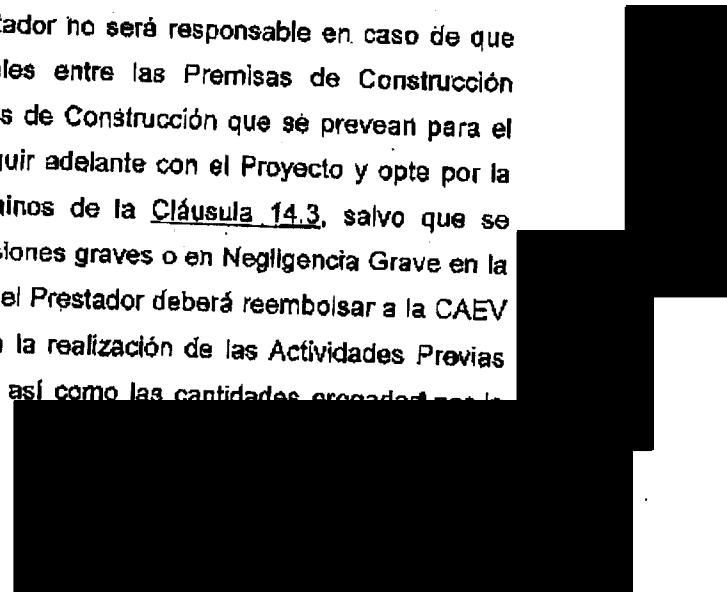 tador no será responsable en caso de que
les entre las Premisas de Construcción
s de Construcción que se prevean para el
uir adelante con el Proyecto y opte por la
inos de la Cláusula 14.3, salvo que se
siones graves o en Negligencia Grave en la
el Prestador deberá reembolsar a la CAEV
la realización de las Actividades Previas
así como las cantidades